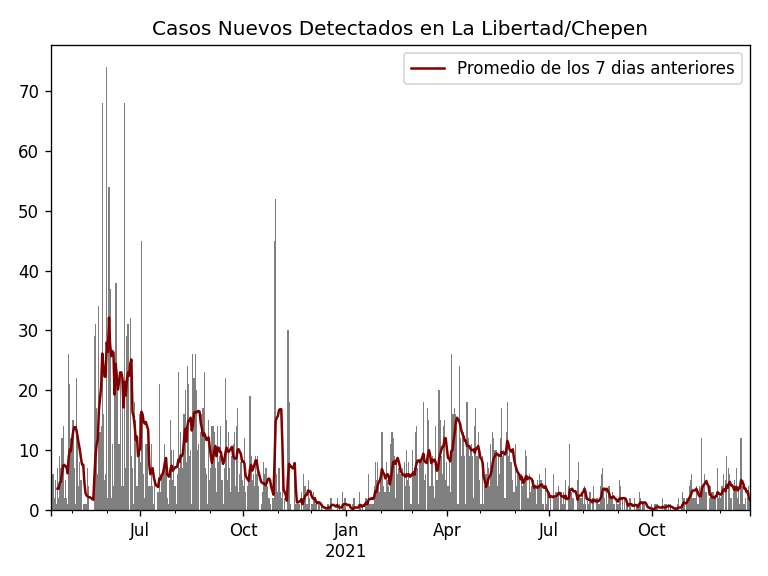 Casos Nuevos Detectados en La Libertad/Chepen
Promedio de los 7 dias anteriores
70
60
50
40
30
20
10
0
Jul
Oct
Jan
2021
Apr
Jul
Oct